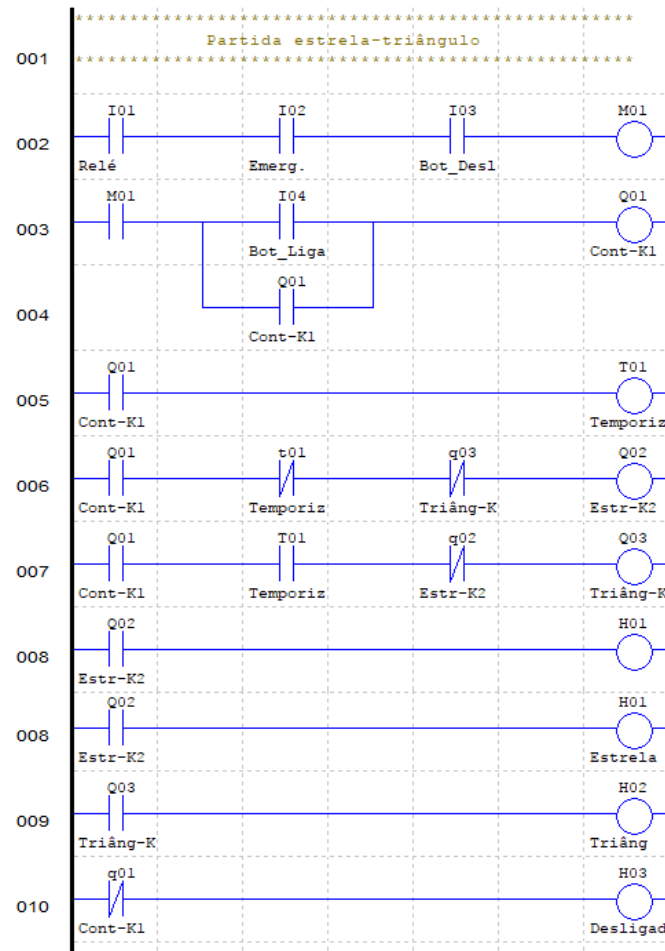 ************************************************
Partida estrela-triângulo
001
************************************************
I01 I02 I03 M01
002
Relé Emerg. Bot_Desl
M01 I04 Q01
003
Bot_Liga Cont-K1
Q01
004
Cont-K1
Q01 T01
005
Cont-K1 Temporiz
Q01 t01 q03 Q02
006
Cont-K1 Temporiz Triâng-K Estr-K2
Q01 T01 q02 Q03
007
Cont-K1 Temporiz Estr-K2 Triâng-K
Q02 H01
008
Estr-K2
Q02 H01
008
Estr-K2 Estrela
Q03 H02
009
Triâng-K Triâng
q01 H03
010
Cont-K1 Desligad